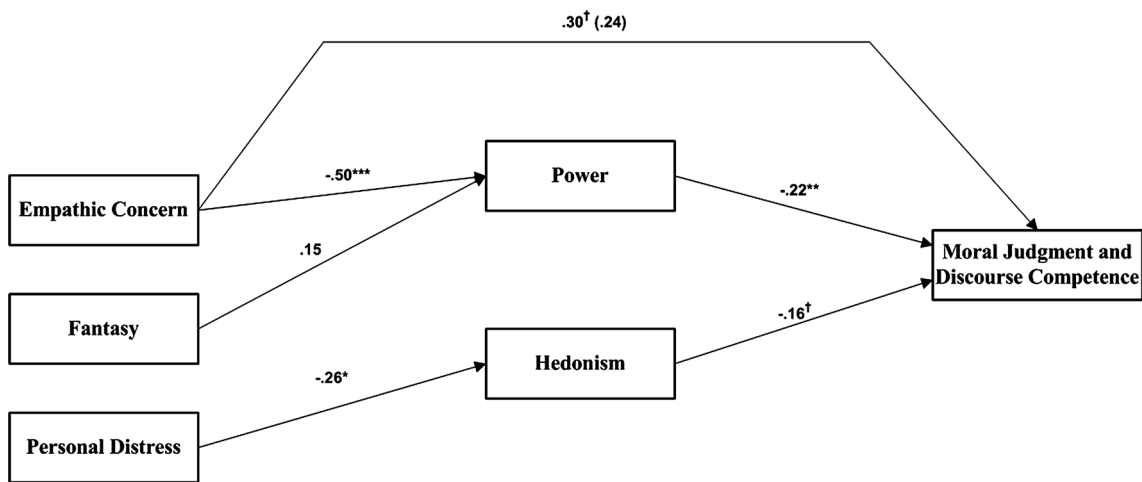 .30† (.24)
Power
-.50***
Empathic Concern
-.22**
.15
Moral Judgment and
Discourse Competence
Fantasy
-.16†
Hedonism
-.26*
Personal Distress